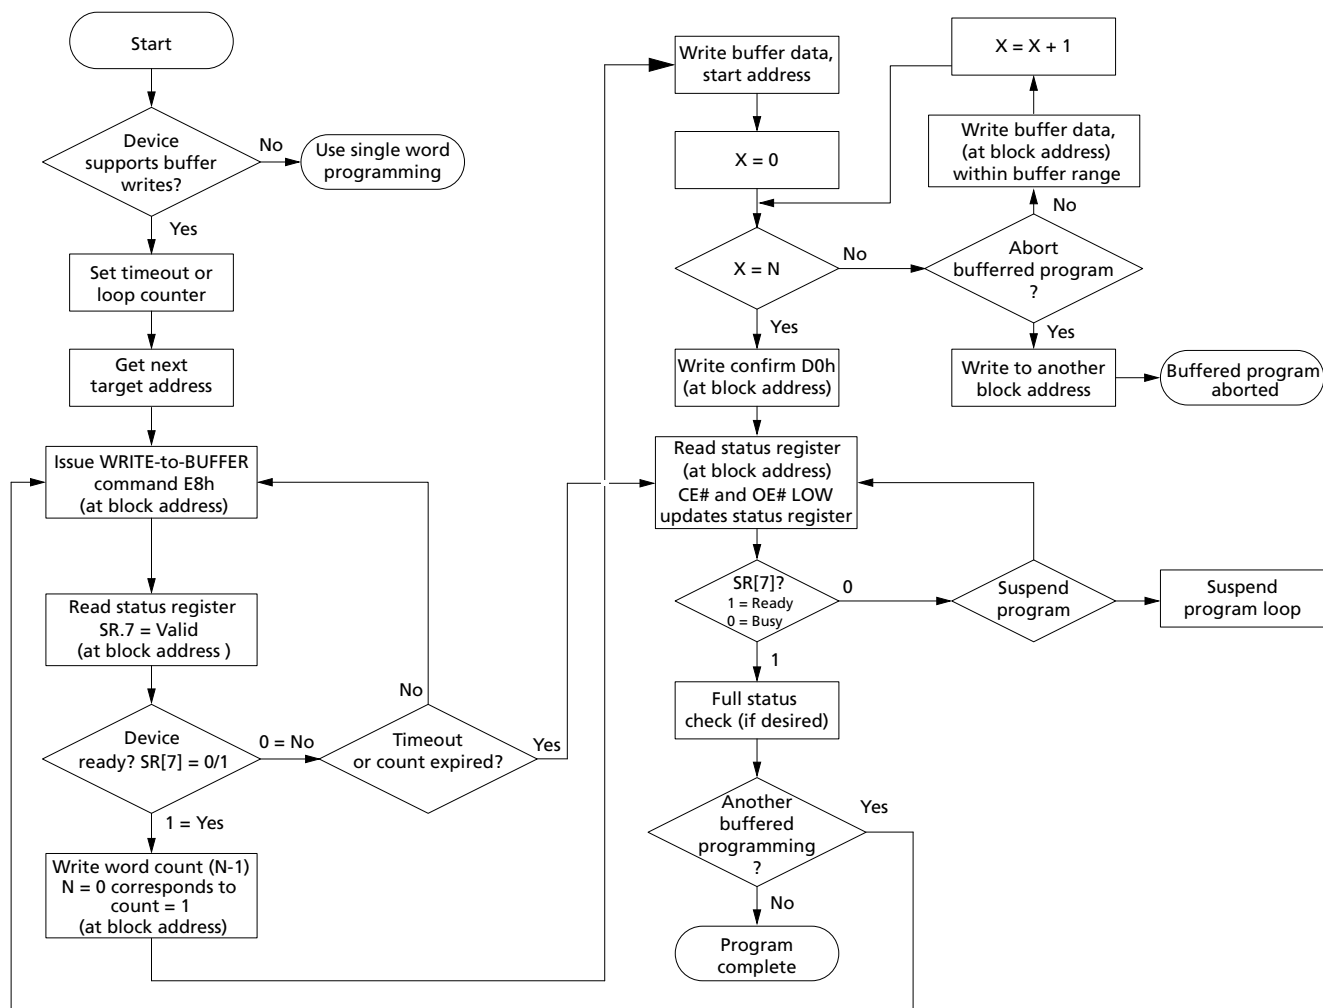 Start
Device
supports buffer
writes?
No
Use single word
programming
Yes
Set timeout or
loop counter
Get next
target address
Issue WRITE-to-BUFFER
command E8h
(at block address)
Read status register
SR.7 = Valid
(at block address )
Device
ready? SR[7] = 0/1
0 = No
No
Timeout
or count expired?
Yes
1 = Yes
Write word count (N-1)
N = 0 corresponds to
count = 1
(at block address)
Write buffer data,
start address
X = 0
X = N
No
Yes
X = X + 1
Write buffer data,
(at block address)
within buffer range
No
Abort
bufferred program
?
Yes
Write to another
block address
Buffered program
aborted
Write confirm D0h
(at block address)
Read status register
(at block address)
CE# and OE# LOW
updates status register
SR[7]?
1 = Ready
0 = Busy
0
Suspend
program
Suspend
program loop
1
Full status
check (if desired)
Another
buffered
programming
?
Yes
No
Program
complete